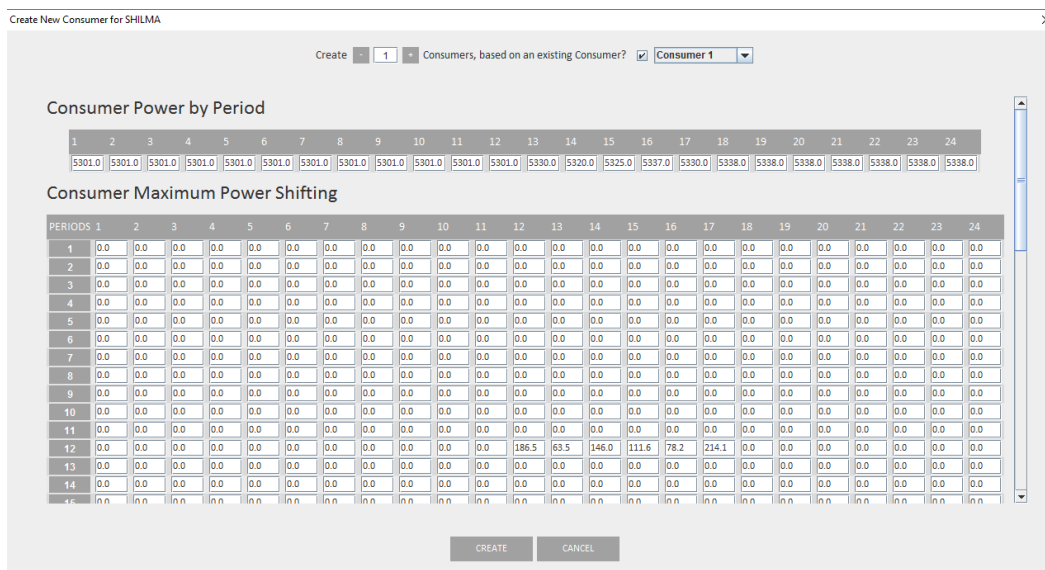 Create New Consumer for SHILMA
Create - 1 + Consumers, based on an existing Consumer? Consumer 1
Consumer Power by Period
1 2 3 4 5 6 7 8 9 10 11 12 13 14 15 16 17 18 19 20 21 22 23 24
5301.0 5301.0 5301.0 5301.0 5301.0 5301.0 5301.0 5301.0 5301.0 5301.0 5301.0 5301.0 5330.0 5320.0 5325.0 5337.0 5330.0 5338.0 5338.0 5338.0 5338.0 5338.0 5338.0 5338.0
Consumer Maximum Power Shifting
PERIODS 1 2 3 4 5 6 7 8 9 10 11 12 13 14 15 16 17 18 19 20 21 22 23 24
1 0.0 0.0 0.0 0.0 0.0 0.0 0.0 0.0 0.0 0.0 0.0 0.0 0.0 0.0 0.0 0.0 0.0 0.0 0.0 0.0 0.0 0.0 0.0 0.0
2 0.0 0.0 0.0 0.0 0.0 0.0 0.0 0.0 0.0 0.0 0.0 0.0 0.0 0.0 0.0 0.0 0.0 0.0 0.0 0.0 0.0 0.0 0.0 0.0
3 0.0 0.0 0.0 0.0 0.0 0.0 0.0 0.0 0.0 0.0 0.0 0.0 0.0 0.0 0.0 0.0 0.0 0.0 0.0 0.0 0.0 0.0 0.0 0.0
4 0.0 0.0 0.0 0.0 0.0 0.0 0.0 0.0 0.0 0.0 0.0 0.0 0.0 0.0 0.0 0.0 0.0 0.0 0.0 0.0 0.0 0.0 0.0 0.0
5 0.0 0.0 0.0 0.0 0.0 0.0 0.0 0.0 0.0 0.0 0.0 0.0 0.0 0.0 0.0 0.0 0.0 0.0 0.0 0.0 0.0 0.0 0.0 0.0
6 0.0 0.0 0.0 0.0 0.0 0.0 0.0 0.0 0.0 0.0 0.0 0.0 0.0 0.0 0.0 0.0 0.0 0.0 0.0 0.0 0.0 0.0 0.0 0.0
7 0.0 0.0 0.0 0.0 0.0 0.0 0.0 0.0 0.0 0.0 0.0 0.0 0.0 0.0 0.0 0.0 0.0 0.0 0.0 0.0 0.0 0.0 0.0 0.0
8 0.0 0.0 0.0 0.0 0.0 0.0 0.0 0.0 0.0 0.0 0.0 0.0 0.0 0.0 0.0 0.0 0.0 0.0 0.0 0.0 0.0 0.0 0.0 0.0
9 0.0 0.0 0.0 0.0 0.0 0.0 0.0 0.0 0.0 0.0 0.0 0.0 0.0 0.0 0.0 0.0 0.0 0.0 0.0 0.0 0.0 0.0 0.0 0.0
10 0.0 0.0 0.0 0.0 0.0 0.0 0.0 0.0 0.0 0.0 0.0 0.0 0.0 0.0 0.0 0.0 0.0 0.0 0.0 0.0 0.0 0.0 0.0 0.0
11 0.0 0.0 0.0 0.0 0.0 0.0 0.0 0.0 0.0 0.0 0.0 0.0 0.0 0.0 0.0 0.0 0.0 0.0 0.0 0.0 0.0 0.0 0.0 0.0
12 0.0 0.0 0.0 0.0 0.0 0.0 0.0 0.0 0.0 0.0 0.0 186.5 63.5 146.0 111.6 78.2 214.1 0.0 0.0 0.0 0.0 0.0 0.0 0.0
13 0.0 0.0 0.0 0.0 0.0 0.0 0.0 0.0 0.0 0.0 0.0 0.0 0.0 0.0 0.0 0.0 0.0 0.0 0.0 0.0 0.0 0.0 0.0 0.0
14 0.0 0.0 0.0 0.0 0.0 0.0 0.0 0.0 0.0 0.0 0.0 0.0 0.0 0.0 0.0 0.0 0.0 0.0 0.0 0.0 0.0 0.0 0.0 0.0
CREATE CANCEL